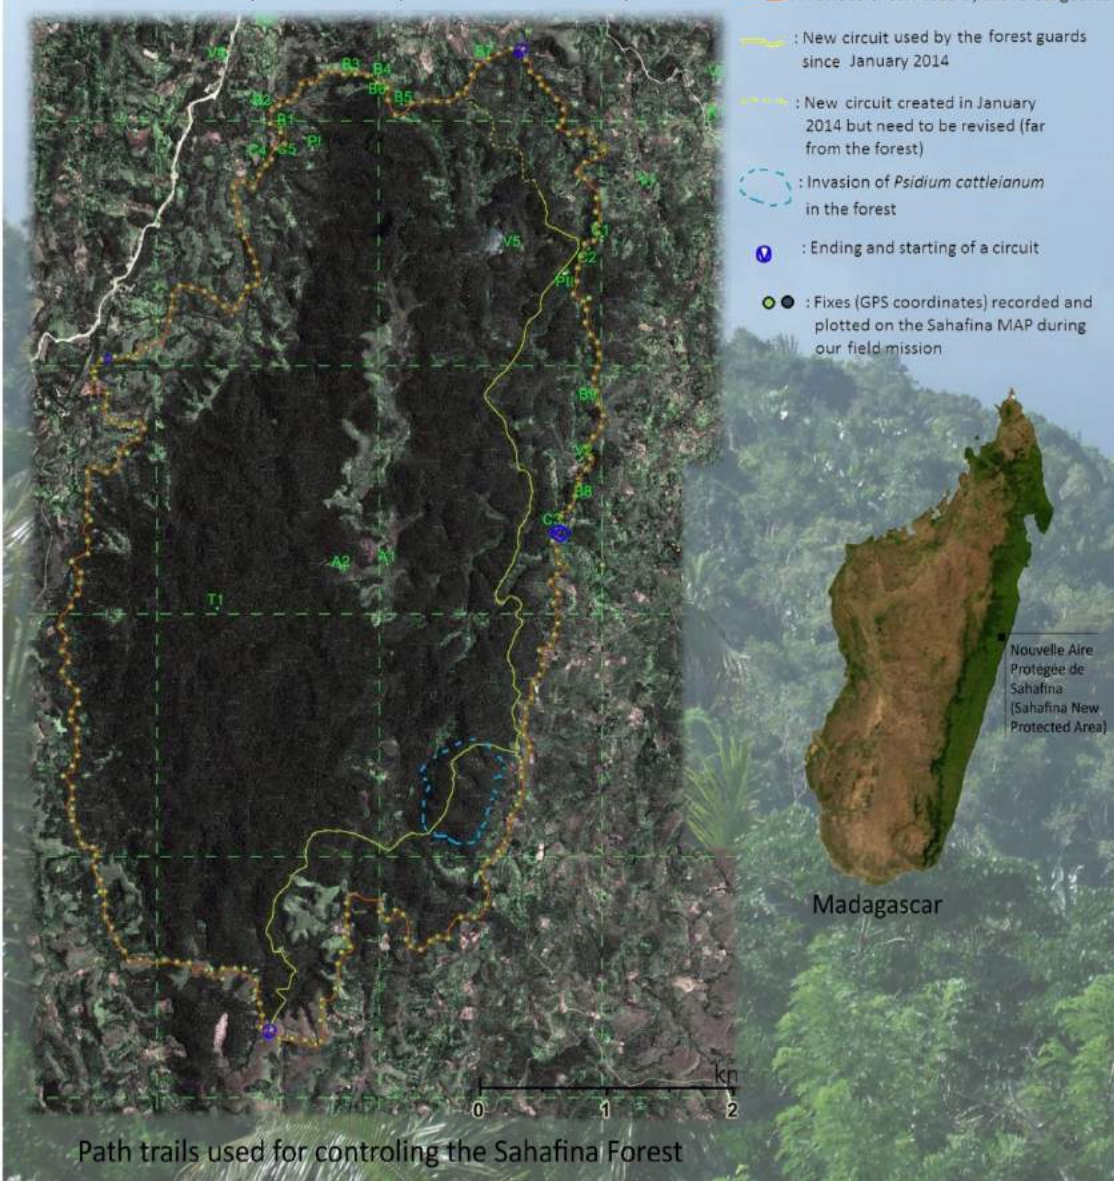 : New circuit used by the forest guards
since January 2014
: New circuit created in January
2014 but need to be revised (far
from the forest)
: Invasion of Psidium cattleianum
in the forest
: Ending and starting of a circuit
: Fixes (GPS coordinates) recorded and
plotted on the Sahafina MAP during
our field mission
B7
B3
B4
B6
B5
B2
B1
PI
C1
V5
C2
PII
B9
B8
C3
A2
A1
T1
Nouvelle Aire
Protégée de
Sahafina
(Sahafina New
Protected Area)
Madagascar
km
0
1
2
Path trails used for controling the Sahafina Forest